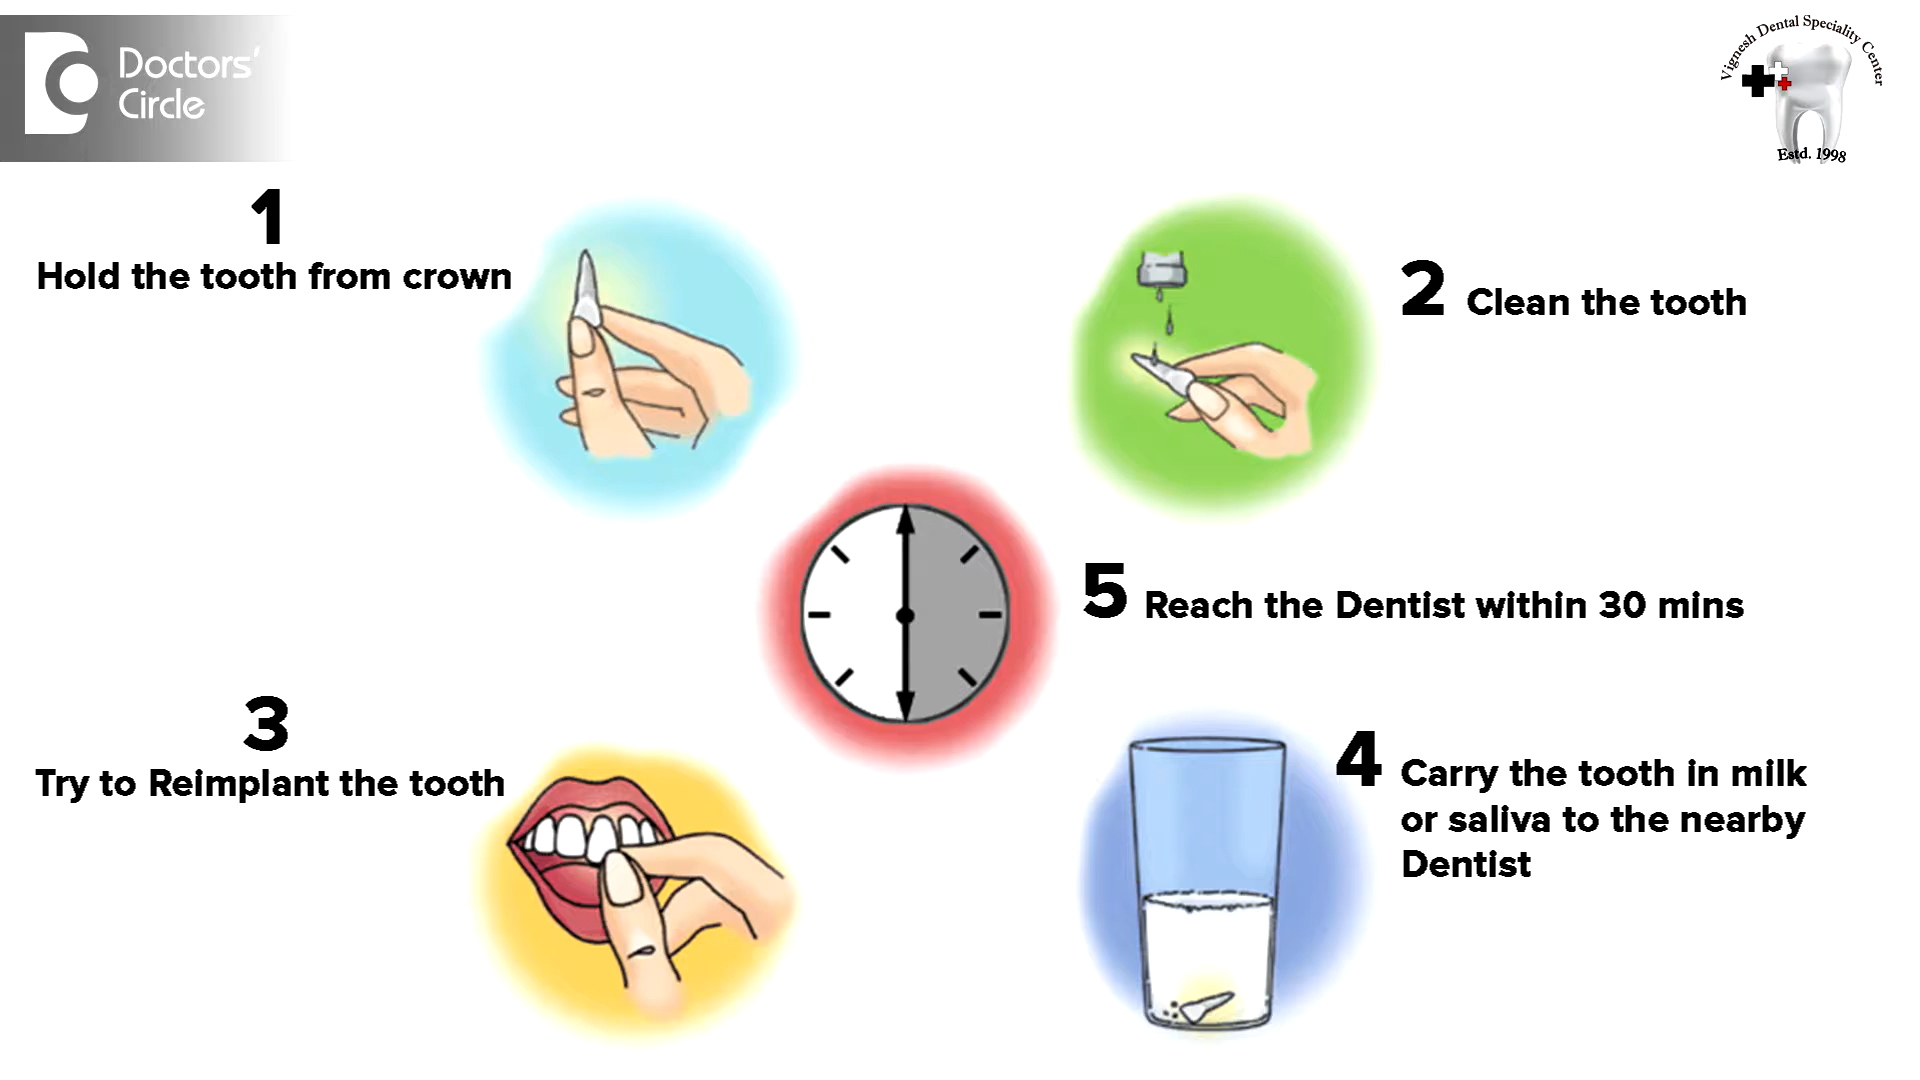 Doctors'
Circle
Vignesh Dental Speciality Center
Estd. 1998
1
Hold the tooth from crown
2 Clean the tooth
3
Try to Reimplant the tooth
4 Carry the tooth in milk
or saliva to the nearby
Dentist
5 Reach the Dentist within 30 mins